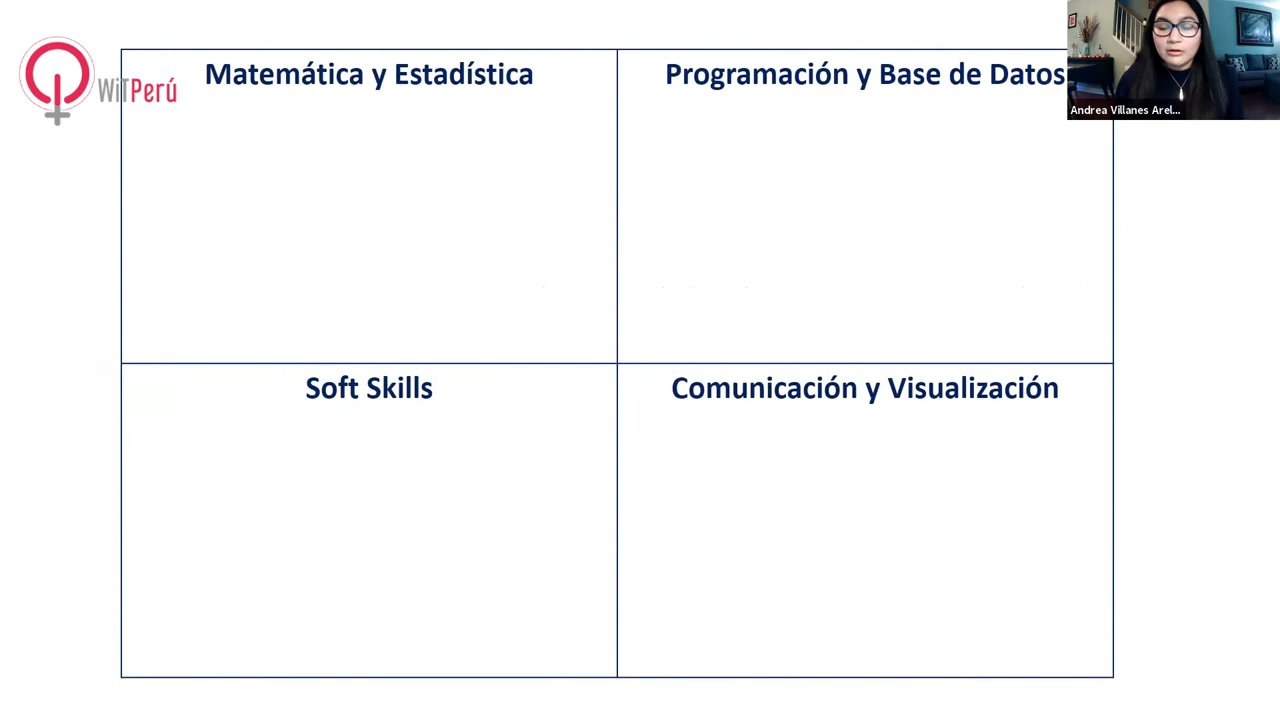 WiTPerú
Matemática y Estadística
Programación y Base de Datos
Andrea Villanes Arel...
Soft Skills
Comunicación y Visualización